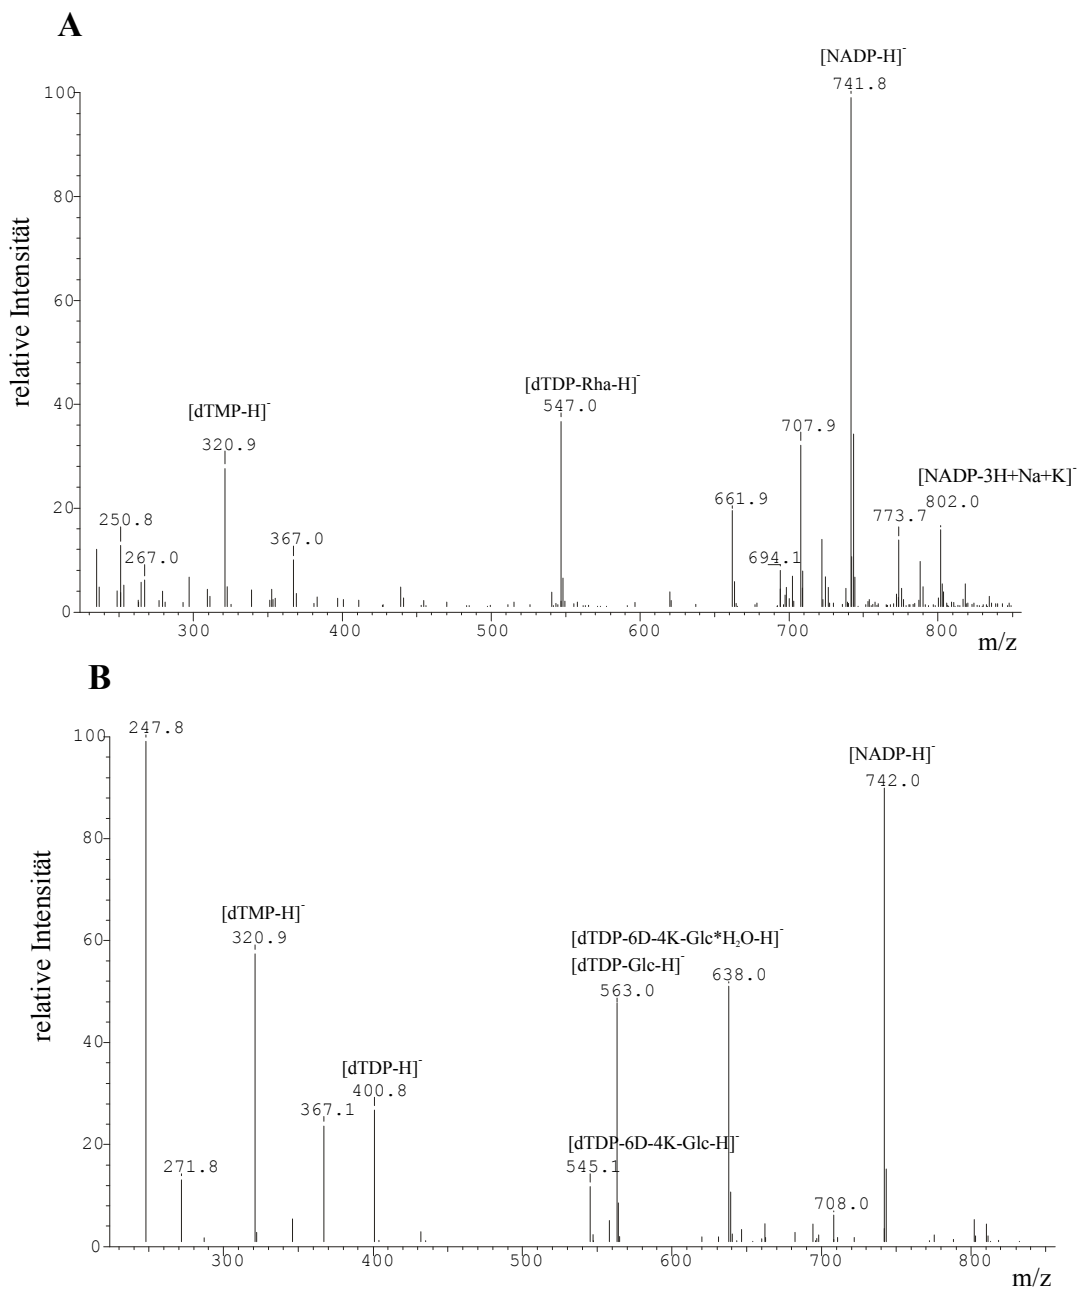 A
[NADP-H]⁻
741.8
100
80
60
40
20
0
relative Intensität
[dTDP-Rha-H]⁻
547.0
[dTMP-H]⁻
320.9
707.9
[NADP-3H+Na+K]⁻
802.0
661.9
773.7
250.8
367.0
267.0
694.1
300 400 500 600 700 800
m/z
B
247.8
100
80
60
40
20
0
relative Intensität
[NADP-H]⁻
742.0
[dTMP-H]⁻
320.9
[dTDP-6D-4K-Glc*H₂O-H]⁻
[dTDP-Glc-H]⁻
638.0
563.0
[dTDP-H]⁻
400.8
367.1
[dTDP-6D-4K-Glc-H]⁻
545.1
271.8
708.0
300 400 500 600 700 800
m/z